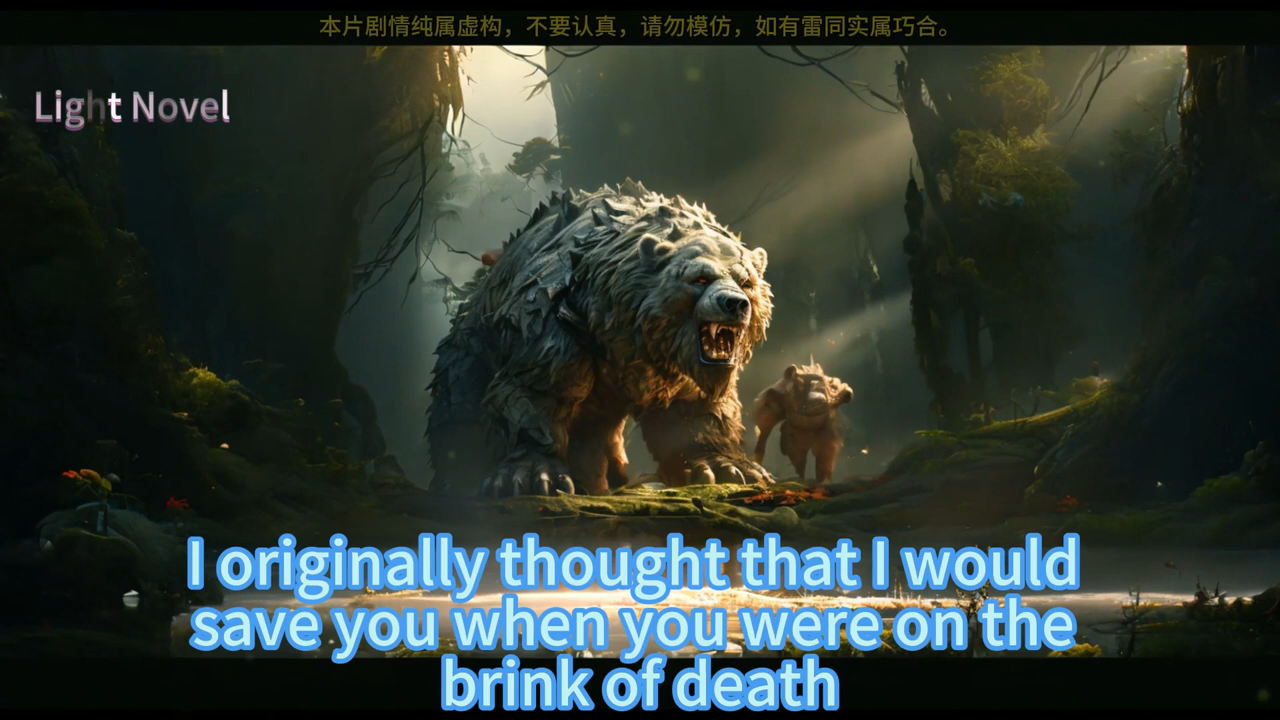 本片剧情纯属虚构，不要认真，请勿模仿，如有雷同实属巧合。
Light Novel
I originally thought that I would
save you when you were on the
brink of death